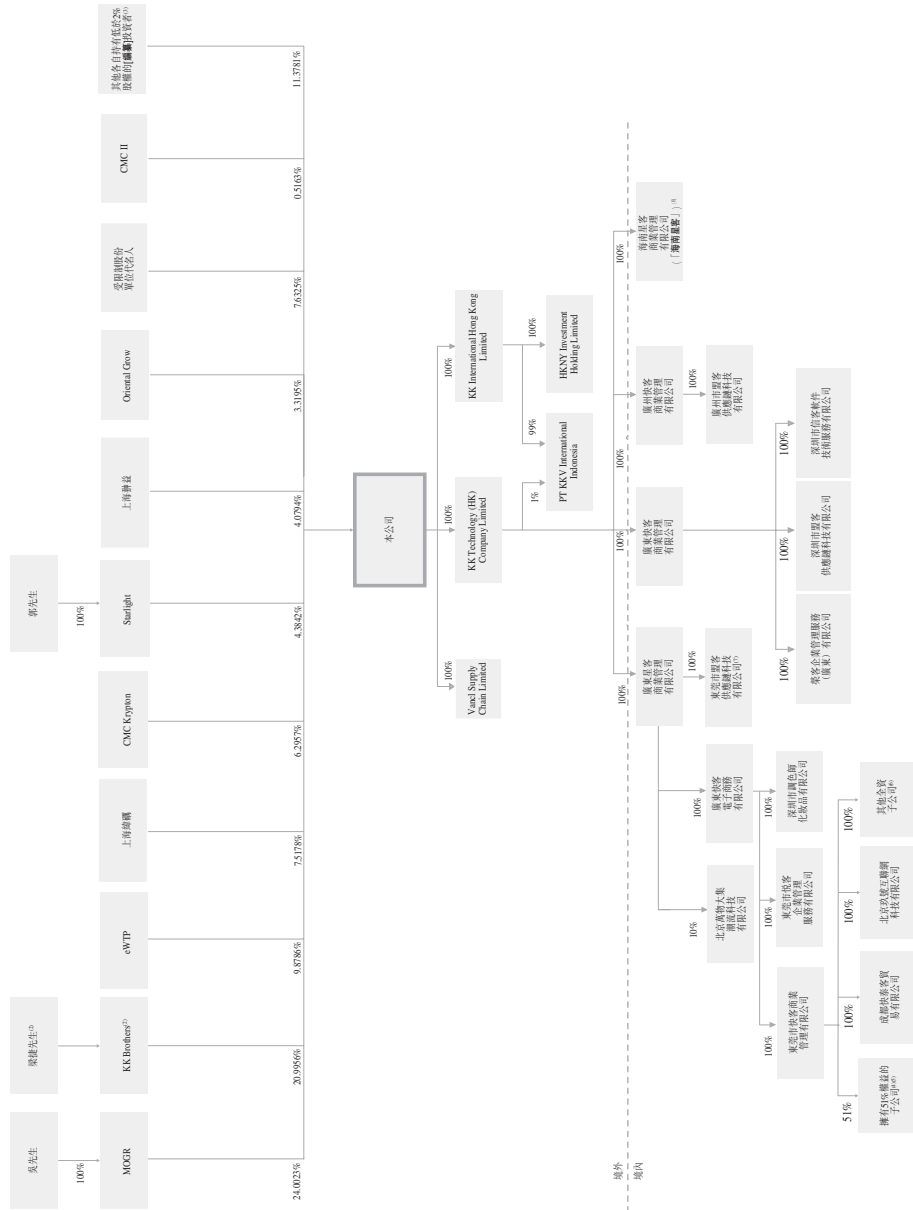 吳先生
100%
MOGR
24.0023%
梁捷先生(2)
KK Brothers(2)
20.9956%
eWTP
9.8786%
7.5178%
CMC Krypton
6.2957%
郭先生
100%
Starlight
4.3842%
4.0794%
Oriental Grow
3.3195%
受限制股份
單位代名人
7.6325%
CMC II
0.5163%
其他各自持有低於2%
股權的[編纂]投資者(3)
11.3781%
本公司
100%
Vancl Supply
Chain Limited
100%
KK Technology (HK)
Company Limited
100%
KK International Hong Kong
Limited
1%
99%
PT KKV International
Indonesia
100%
HKNY Investment
Holding Limited
境外
境內
100%
廣東星客
商業管理
有限公司
100%
廣東快客
商業管理
有限公司
100%
廣州快客
商業管理
有限公司
100%
海南星客
商業管理
有限公司
(「海南星客」)(8)
10%
北京萬物大集
潮流科技
有限公司
100%
廣東快客
電子商務
有限公司
100%
東莞市盟客
供應鏈科技
有限公司(7)
100%
廣州市盟客
供應鏈科技
有限公司
100%
東莞市快客商業
管理有限公司
100%
東莞市悅客
企業管理
服務有限公司
100%
深圳市調色師
化妝品有限公司
100%
榮客企業管理服務
(廣東)有限公司
100%
深圳市盟客
供應鏈科技有限公司
100%
深圳市信客軟件
技術服務有限公司
51%
擁有51%權益的
子公司(4)(5)
100%
成都快泰客貿
易有限公司
100%
北京玖號互聯網
科技有限公司
100%
其他全資
子公司(6)